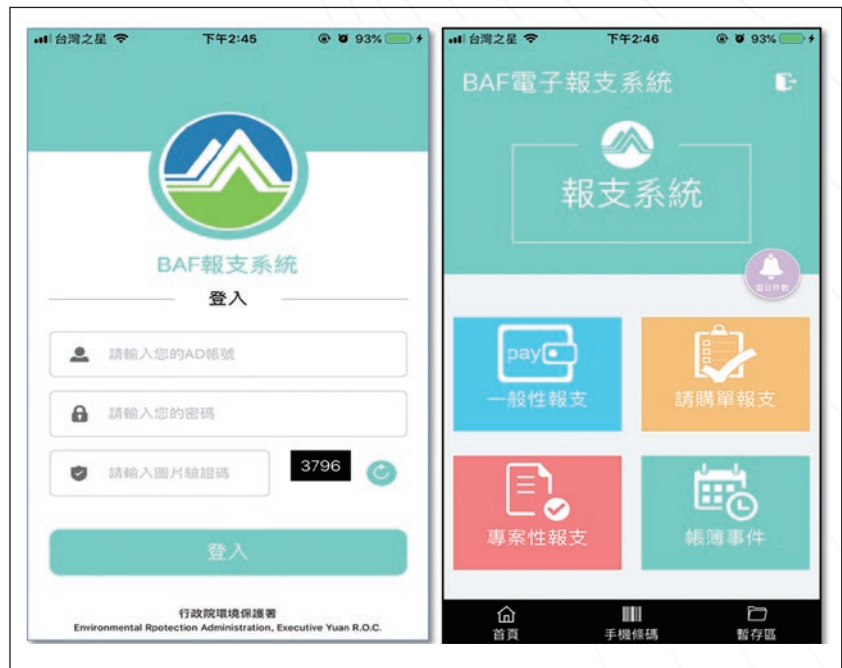 台灣之星 下午2:45 93%
BAF報支系統
登入
請輸入您的AD帳號
請輸入您的密碼
請輸入圖片驗證碼 3796
登入
行政院環境保護署
Environmental Rpotection Administration, Executive Yuan R.O.C.
台灣之星 下午2:46 93%
BAF電子報支系統
報支系統
當日件數
pay
一般性報支
請購單報支
專案性報支
帳簿事件
首頁 手機條碼 暫存區